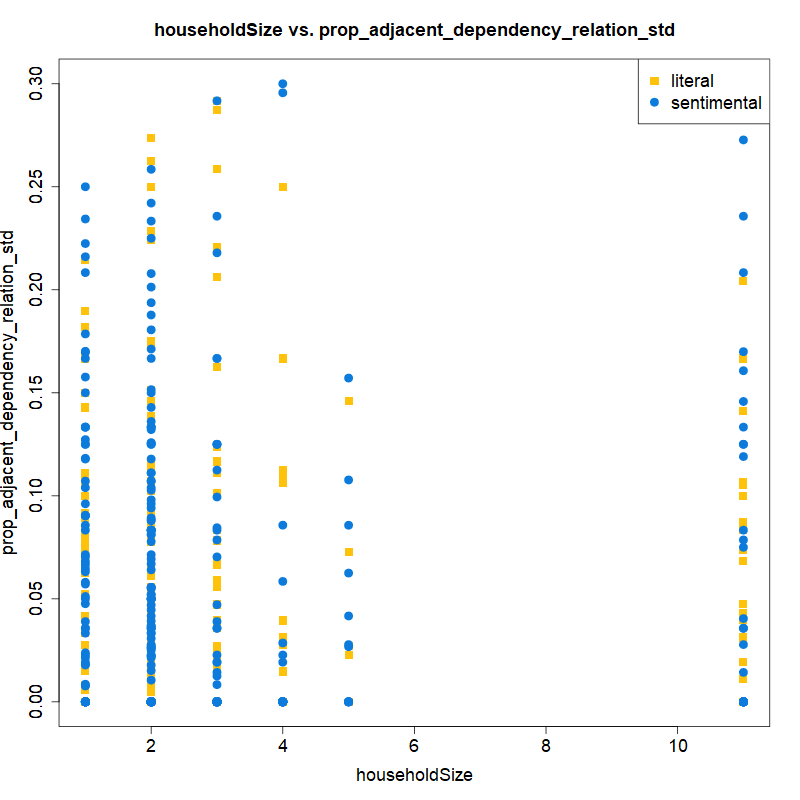 householdSize vs. prop_adjacent_dependency_relation_std
literal
sentimental
prop_adjacent_dependency_relation_std
0.30
0.25
0.20
0.15
0.10
0.05
0.00
2
4
6
8
10
householdSize